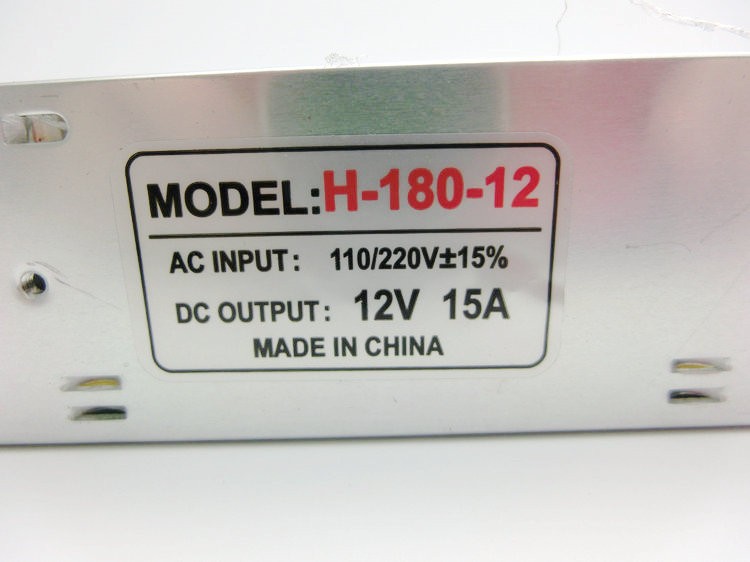 MODEL:H-180-12
AC INPUT: 110/220V±15%
DC OUTPUT: 12V 15A
MADE IN CHINA